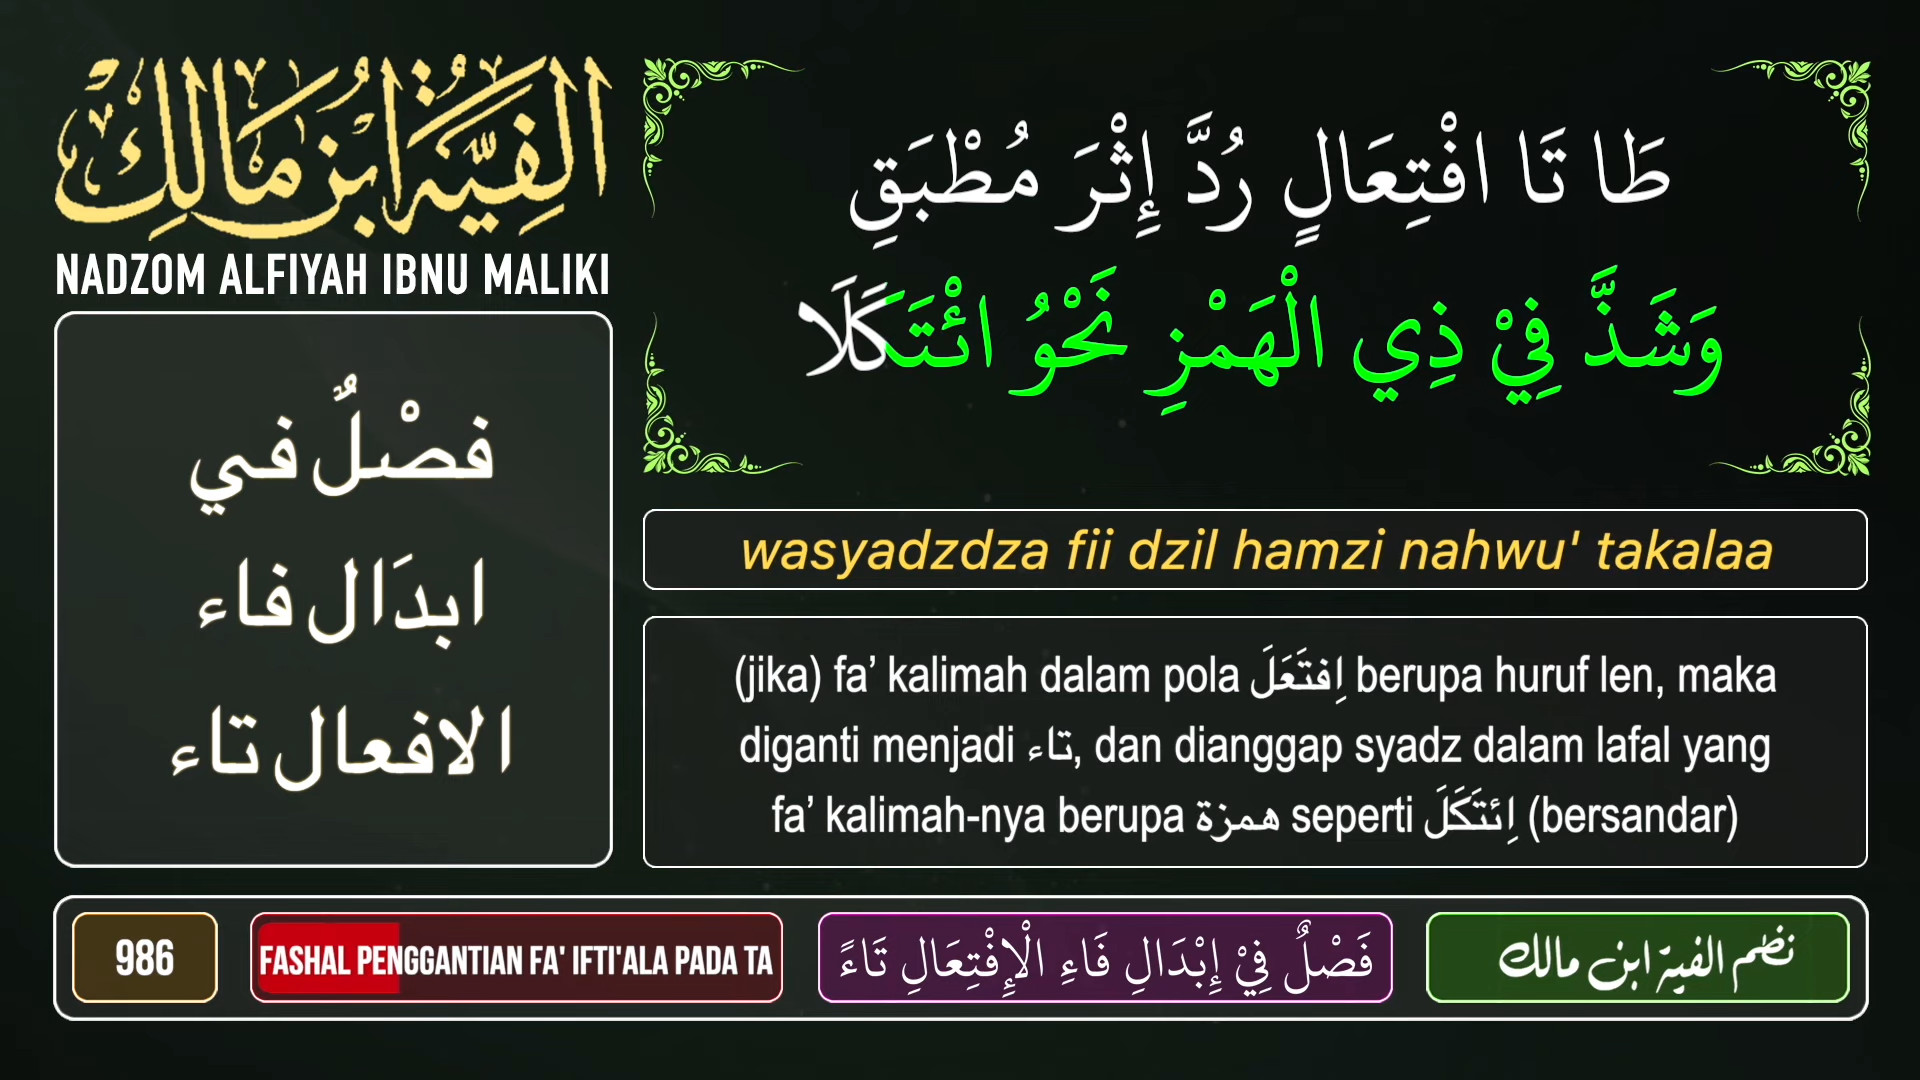 الفية ابن مالك
NADZOM ALFIYAH IBNU MALIKI
فصْلٌ في
ابدَال فاء
الافعال تاء
طَا تَا افْتِعَالٍ رُدَّ إِثْرَ مُطْبَقِ
وَشَذَّ فِيْ ذِي الْهَمْزِ نَحْوُ ائْتَكَلَا
wasyadzdza fii dzil hamzi nahwu' takalaa
(jika) fa’ kalimah dalam pola اِفتَعَلَ berupa huruf len, maka
diganti menjadi تاء, dan dianggap syadz dalam lafal yang
fa’ kalimah-nya berupa همزة seperti اِئتَكَلَ (bersandar)
986
FASHAL PENGGANTIAN FA' IFTI'ALA PADA TA
فَصْلٌ فِيْ إِبْدَالِ فَاءِ الْإِفْتِعَالِ تَاءً
نظم الفية ابن مالك